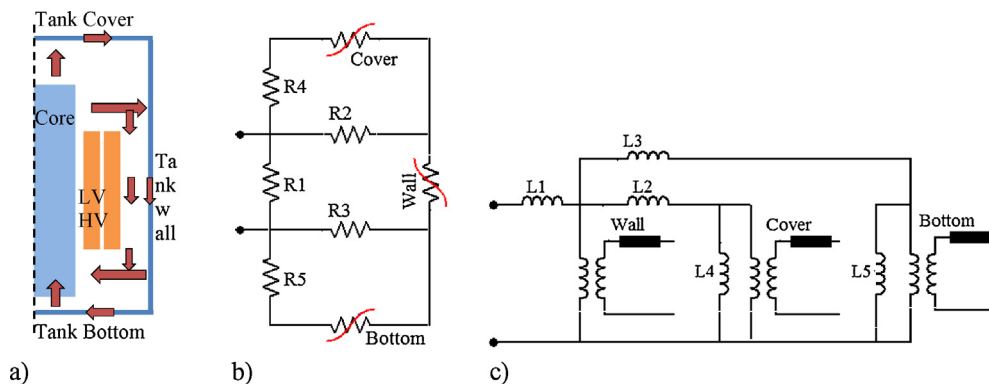 a)
Tank Cover
Core
LV
HV
Ta
nk
w
all
Tank Bottom
b)
Cover
R4
R2
R1
Wall
R3
R5
Bottom
c)
L3
L1
L2
Wall
Cover
Bottom
L4
L5